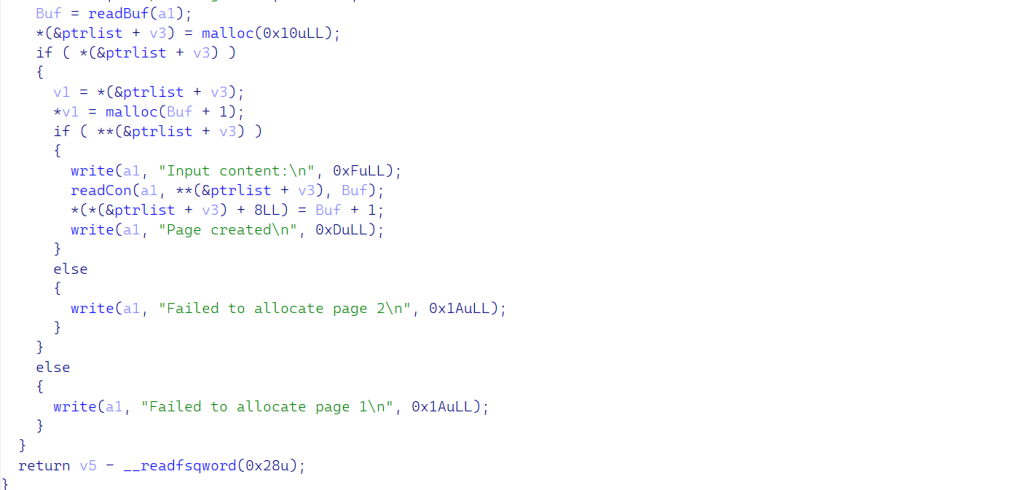 Buf = readBuf(a1);
*(&ptrlist + v3) = malloc(0x10uLL);
if ( *(&ptrlist + v3) )
{
v1 = *(&ptrlist + v3);
*v1 = malloc(Buf + 1);
if ( **(&ptrlist + v3) )
{
write(a1, "Input content:\n", 0xFuLL);
readCon(a1, **(&ptrlist + v3), Buf);
*(*(&ptrlist + v3) + 8LL) = Buf + 1;
write(a1, "Page created\n", 0xDuLL);
}
else
{
write(a1, "Failed to allocate page 2\n", 0x1AuLL);
}
}
else
{
write(a1, "Failed to allocate page 1\n", 0x1AuLL);
}
}
return v5 - __readfsqword(0x28u);
}